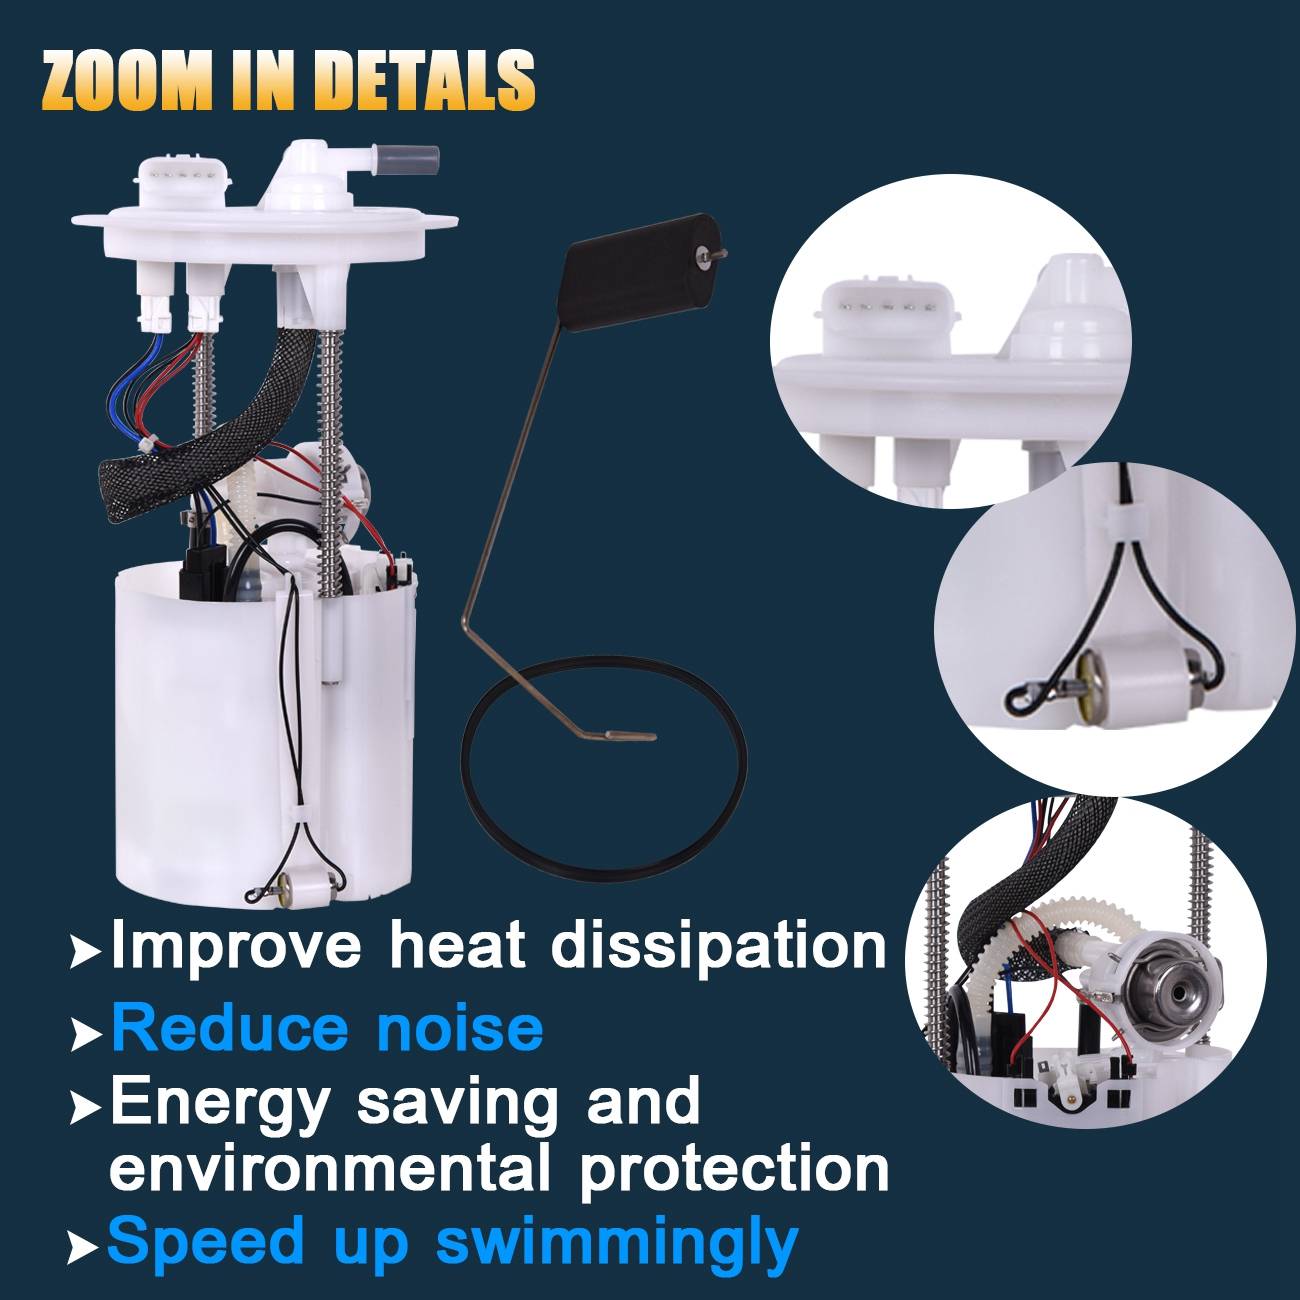 ZOOM IN DETALS
➤Improve heat dissipation
➤Reduce noise
➤Energy saving and
environmental protection
➤Speed up swimmingly